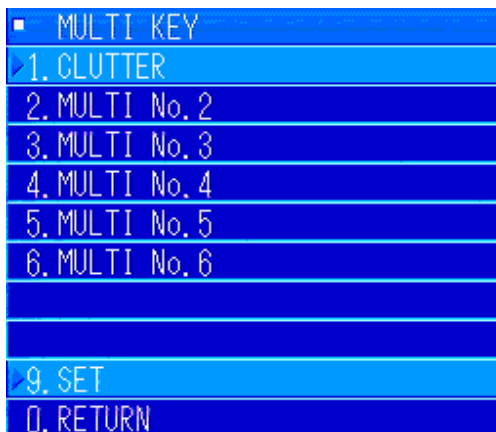 MULTI KEY
1.CLUTTER
2.MULTI No.2
3.MULTI No.3
4.MULTI No.4
5.MULTI No.5
6.MULTI No.6
9.SET
0.RETURN